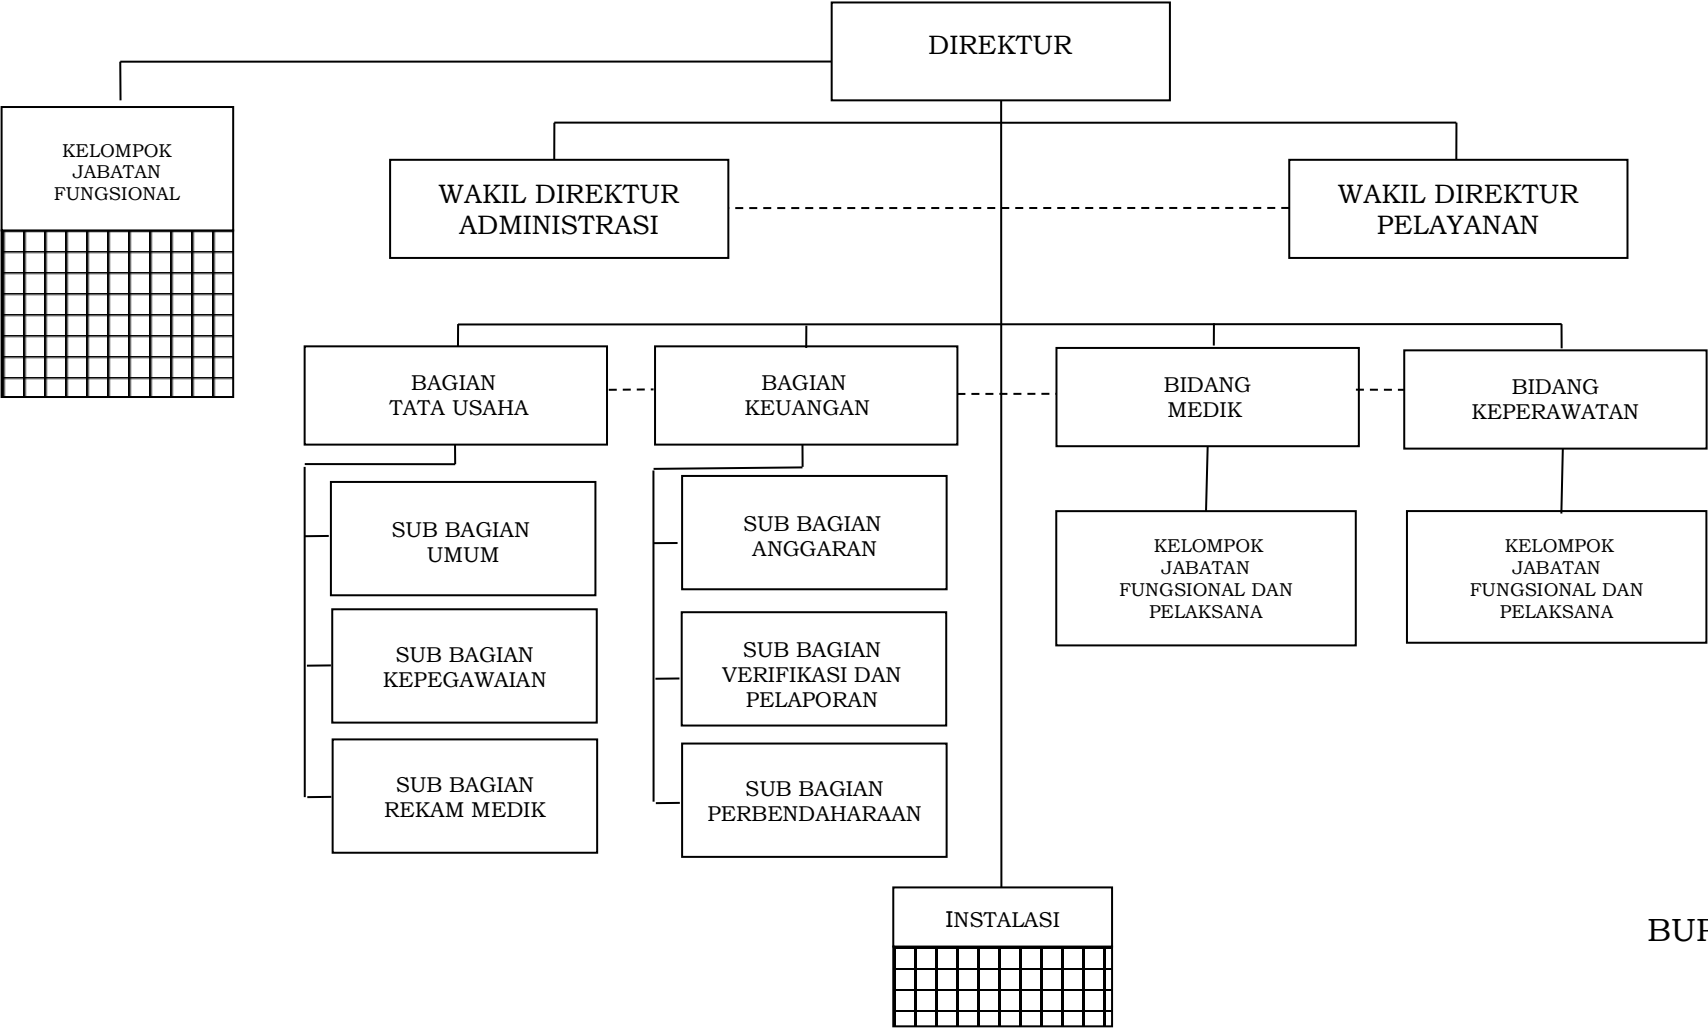 DIREKTUR
KELOMPOK
JABATAN
FUNGSIONAL
WAKIL DIREKTUR
ADMINISTRASI
WAKIL DIREKTUR
PELAYANAN
BAGIAN
TATA USAHA
BAGIAN
KEUANGAN
BIDANG
MEDIK
BIDANG
KEPERAWATAN
SUB BAGIAN
UMUM
SUB BAGIAN
KEPEGAWAIAN
SUB BAGIAN
REKAM MEDIK
SUB BAGIAN
ANGGARAN
SUB BAGIAN
VERIFIKASI DAN
PELAPORAN
SUB BAGIAN
PERBENDAHARAAN
KELOMPOK
JABATAN
FUNGSIONAL DAN
PELAKSANA
KELOMPOK
JABATAN
FUNGSIONAL DAN
PELAKSANA
INSTALASI